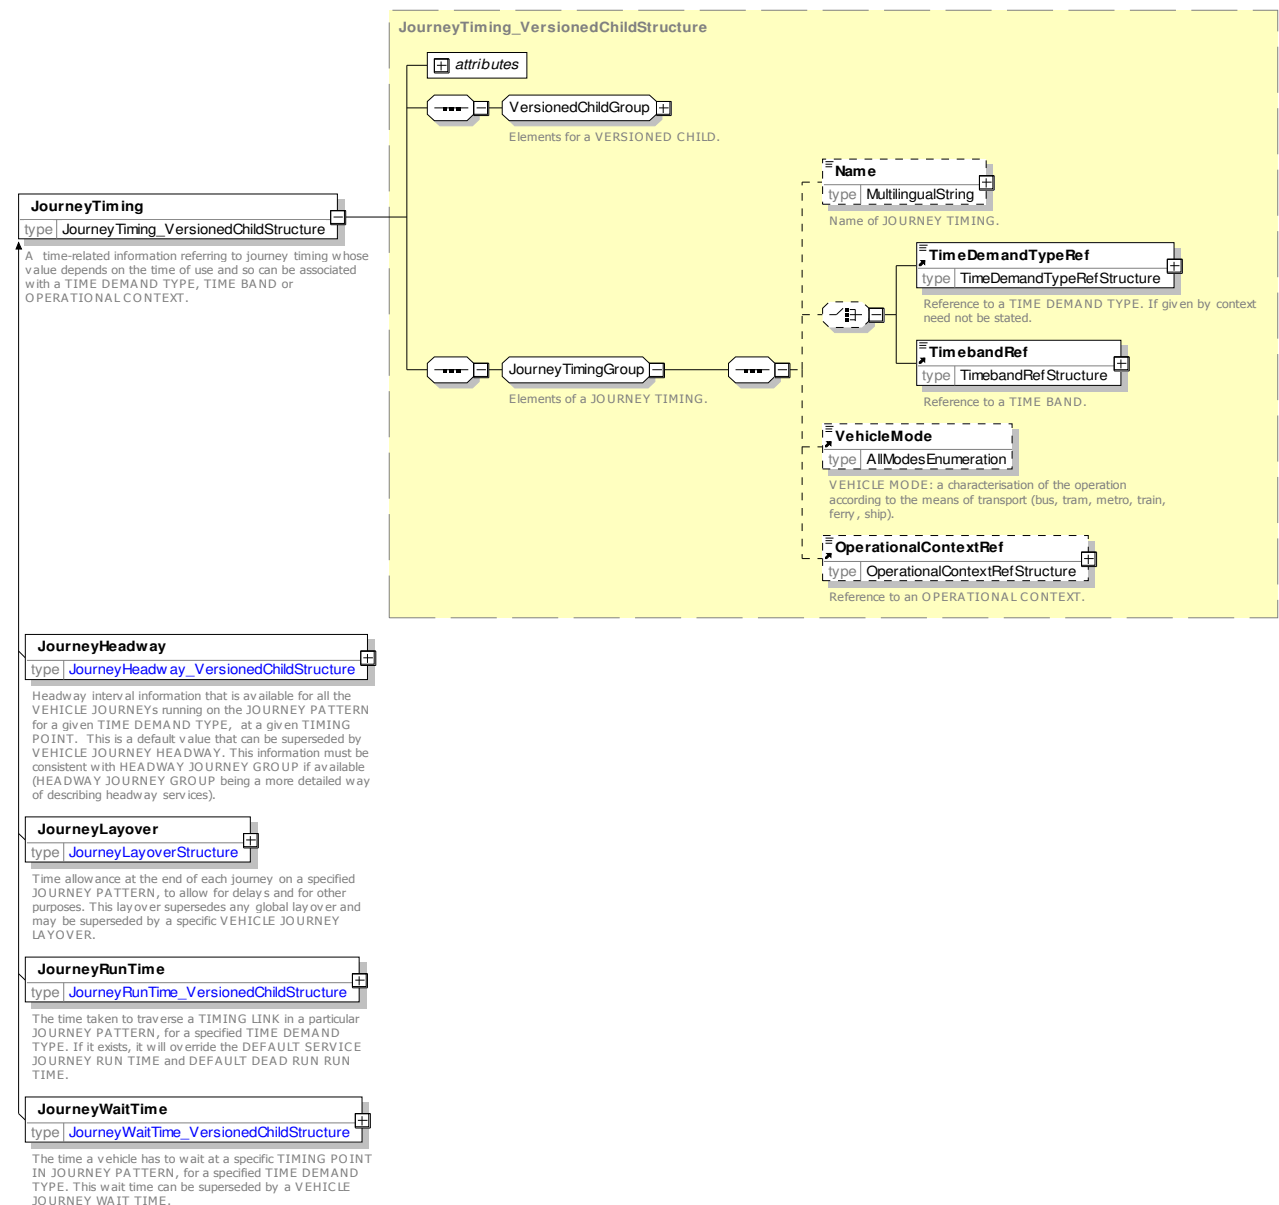 JourneyTiming_VersionedChildStructure
attributes
VersionedChildGroup
Elements for a VERSIONED CHILD.
JourneyTiming
type JourneyTiming_VersionedChildStructure
A time-related information referring to journey timing whose
value depends on the time of use and so can be associated
with a TIME DEMAND TYPE, TIME BAND or
OPERATIONAL CONTEXT.
JourneyTimingGroup
Elements of a JOURNEY TIMING.
Name
type MultilingualString
Name of JOURNEY TIMING.
TimeDemandTypeRef
type TimeDemandTypeRefStructure
Reference to a TIME DEMAND TYPE. If given by context
need not be stated.
TimebandRef
type TimebandRefStructure
Reference to a TIME BAND.
VehicleMode
type AllModesEnumeration
VEHICLE MODE: a characterisation of the operation
according to the means of transport (bus, tram, metro, train,
ferry, ship).
OperationalContextRef
type OperationalContextRefStructure
Reference to an OPERATIONAL CONTEXT.
JourneyHeadway
type JourneyHeadway_VersionedChildStructure
Headway interval information that is available for all the
VEHICLE JOURNEYs running on the JOURNEY PATTERN
for a given TIME DEMAND TYPE, at a given TIMING
POINT. This is a default value that can be superseded by
VEHICLE JOURNEY HEADWAY. This information must be
consistent with HEADWAY JOURNEY GROUP if available
(HEADWAY JOURNEY GROUP being a more detailed way
of describing headway services).
JourneyLayover
type JourneyLayoverStructure
Time allowance at the end of each journey on a specified
JOURNEY PATTERN, to allow for delays and for other
purposes. This layover supersedes any global layover and
may be superseded by a specific VEHICLE JOURNEY
LAYOVER.
JourneyRunTime
type JourneyRunTime_VersionedChildStructure
The time taken to traverse a TIMING LINK in a particular
JOURNEY PATTERN, for a specified TIME DEMAND
TYPE. If it exists, it will override the DEFAULT SERVICE
JOURNEY RUN TIME and DEFAULT DEAD RUN RUN
TIME.
JourneyWaitTime
type JourneyWaitTime_VersionedChildStructure
The time a vehicle has to wait at a specific TIMING POINT
IN JOURNEY PATTERN, for a specified TIME DEMAND
TYPE. This wait time can be superseded by a VEHICLE
JOURNEY WAIT TIME.